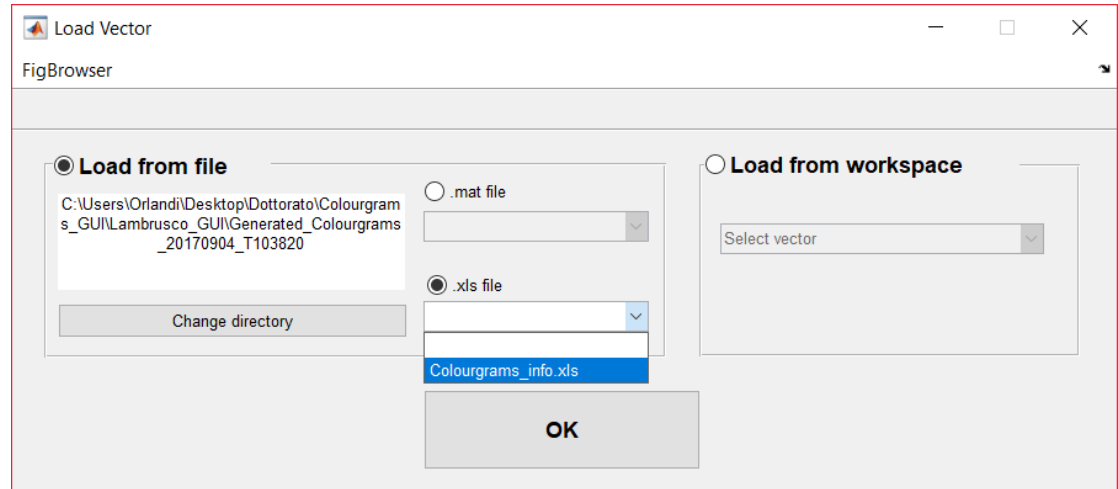 Load Vector
FigBrowser
Load from file
C:\Users\Orlandi\Desktop\Dottorato\Colourgram
s_GUI\Lambrusco_GUI\Generated_Colourgrams
_20170904_T103820
Change directory
.mat file
.xls file
Colourgrams_info.xls
Load from workspace
Select vector
OK